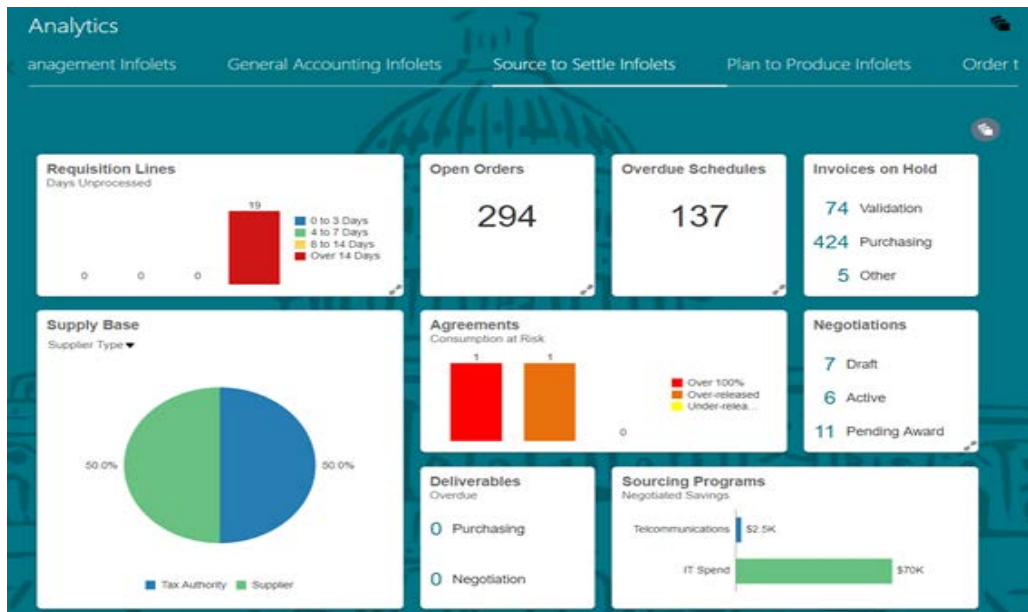 Analytics
anagement Infolets General Accounting Infolets Source to Settle Infolets Plan to Produce Infolets Order t
Requisition Lines
Days Unprocessed
19
0 0 0
0 to 3 Days
4 to 7 Days
8 to 14 Days
Over 14 Days
Open Orders
294
Overdue Schedules
137
Invoices on Hold
74 Validation
424 Purchasing
5 Other
Supply Base
Supplier Type
50.0% 50.0%
Tax Authority Supplier
Agreements
Consumption at Risk
1 1
0
Over 100%
Over-released
Under-relea...
Negotiations
7 Draft
6 Active
11 Pending Award
Deliverables
Overdue
0 Purchasing
0 Negotiation
Sourcing Programs
Negotiated Savings
Telcommunications $2.5K
IT Spend $70K